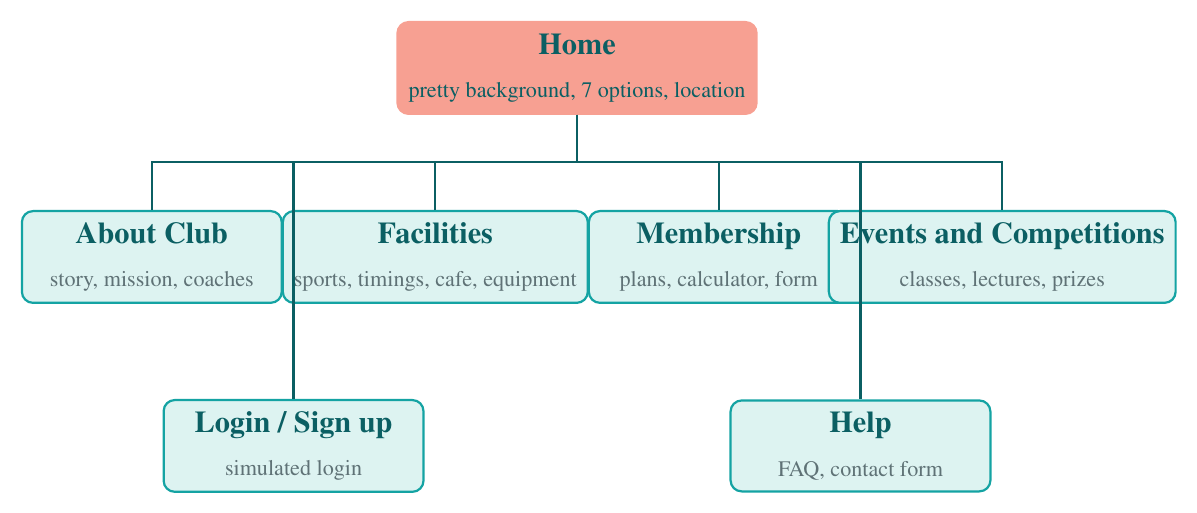 Home
pretty background, 7 options, location
About Club
story, mission, coaches
Facilities
sports, timings, cafe, equipment
Membership
plans, calculator, form
Events and Competitions
classes, lectures, prizes
Login / Sign up
simulated login
Help
FAQ, contact form